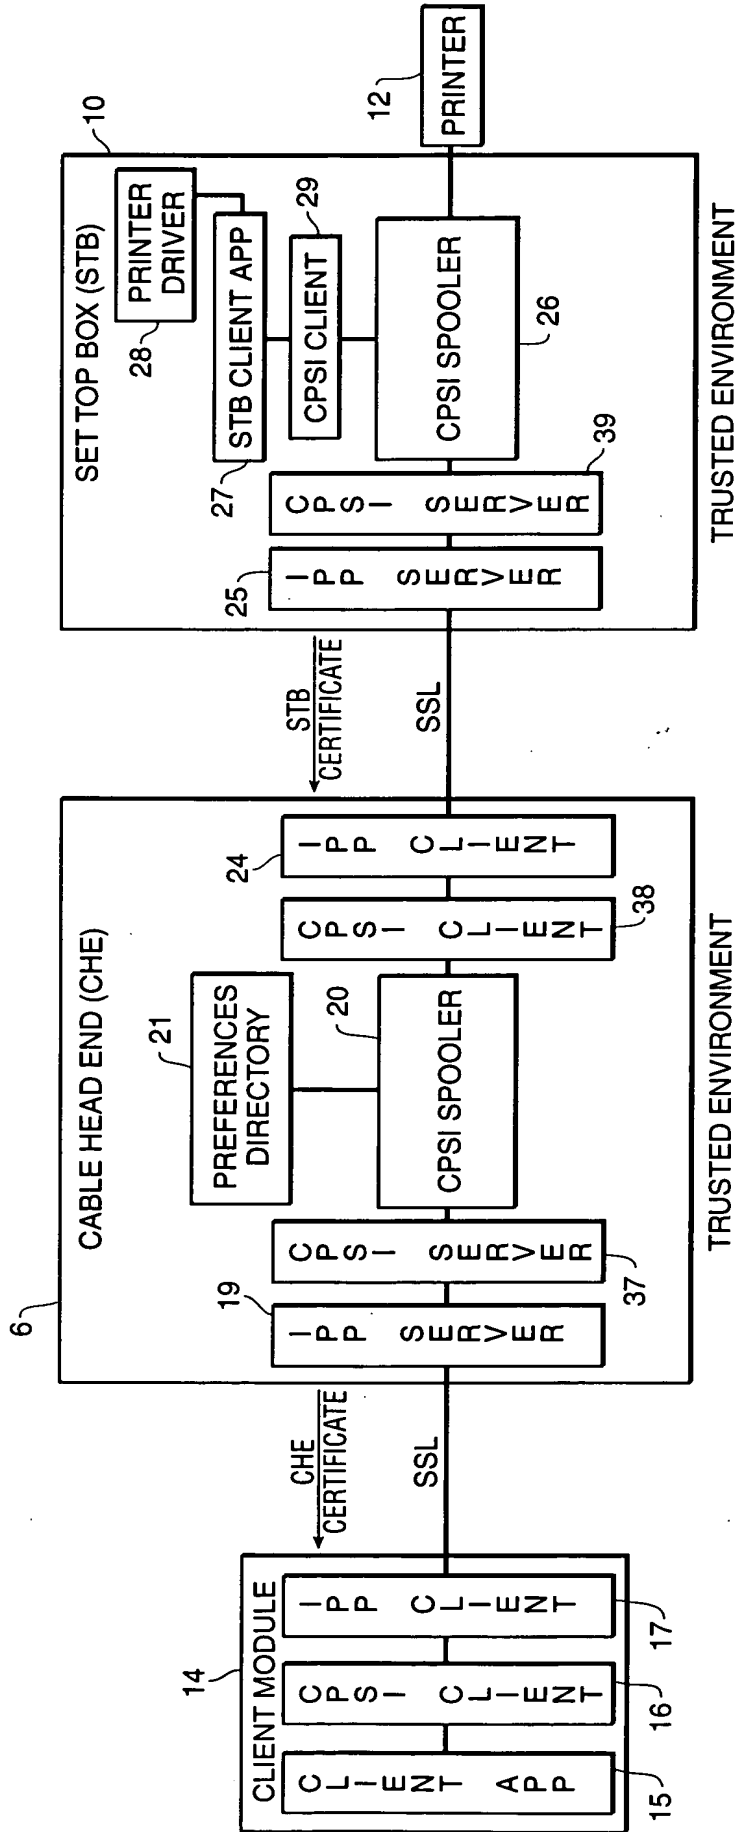 14
CLIENT MODULE
CLIENT APP
15
CPSI CLIENT
16
IPP CLIENT
17
CHE
CERTIFICATE
SSL
6
CABLE HEAD END (CHE)
19
IPP SERVER
CPSI SERVER
37
21
PREFERENCES
DIRECTORY
20
CPSI SPOOLER
CPSI CLIENT
38
24
IPP CLIENT
TRUSTED ENVIRONMENT
STB
CERTIFICATE
SSL
10
SET TOP BOX (STB)
28
PRINTER
DRIVER
27
STB CLIENT APP
29
CPSI CLIENT
25
IPP SERVER
CPSI SERVER
39
CPSI SPOOLER
26
TRUSTED ENVIRONMENT
12
PRINTER